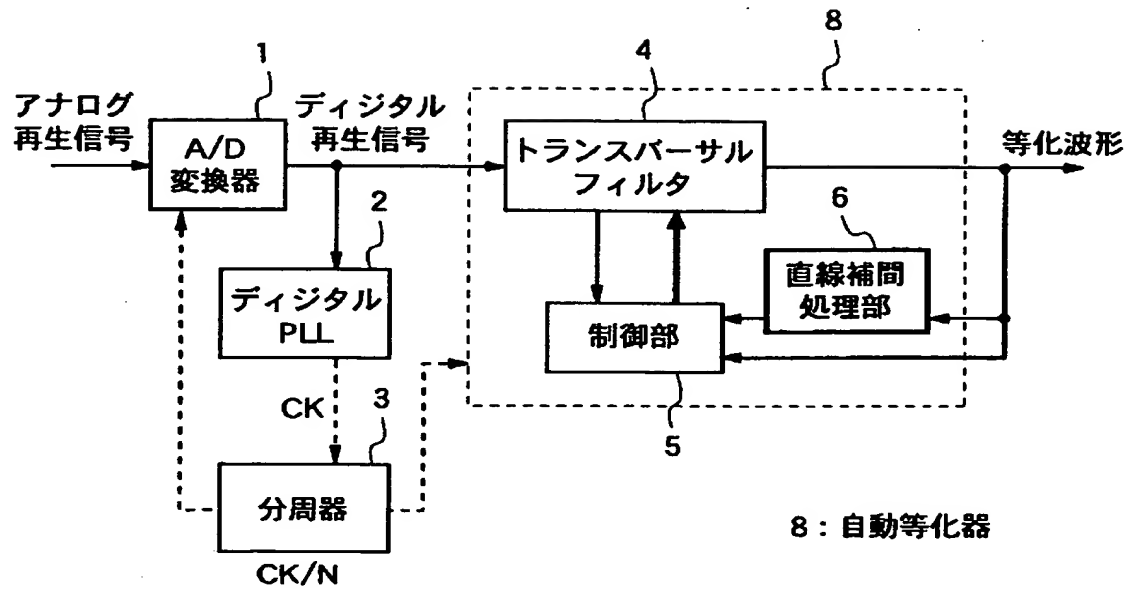 8
4
1
アナログ
再生信号
A/D
変換器
ディジタル
再生信号
トランスバーサル
フィルタ
等化波形
2
ディジタル
PLL
6
直線補間
処理部
制御部
5
CK
3
分周器
CK/N
8：自動等化器